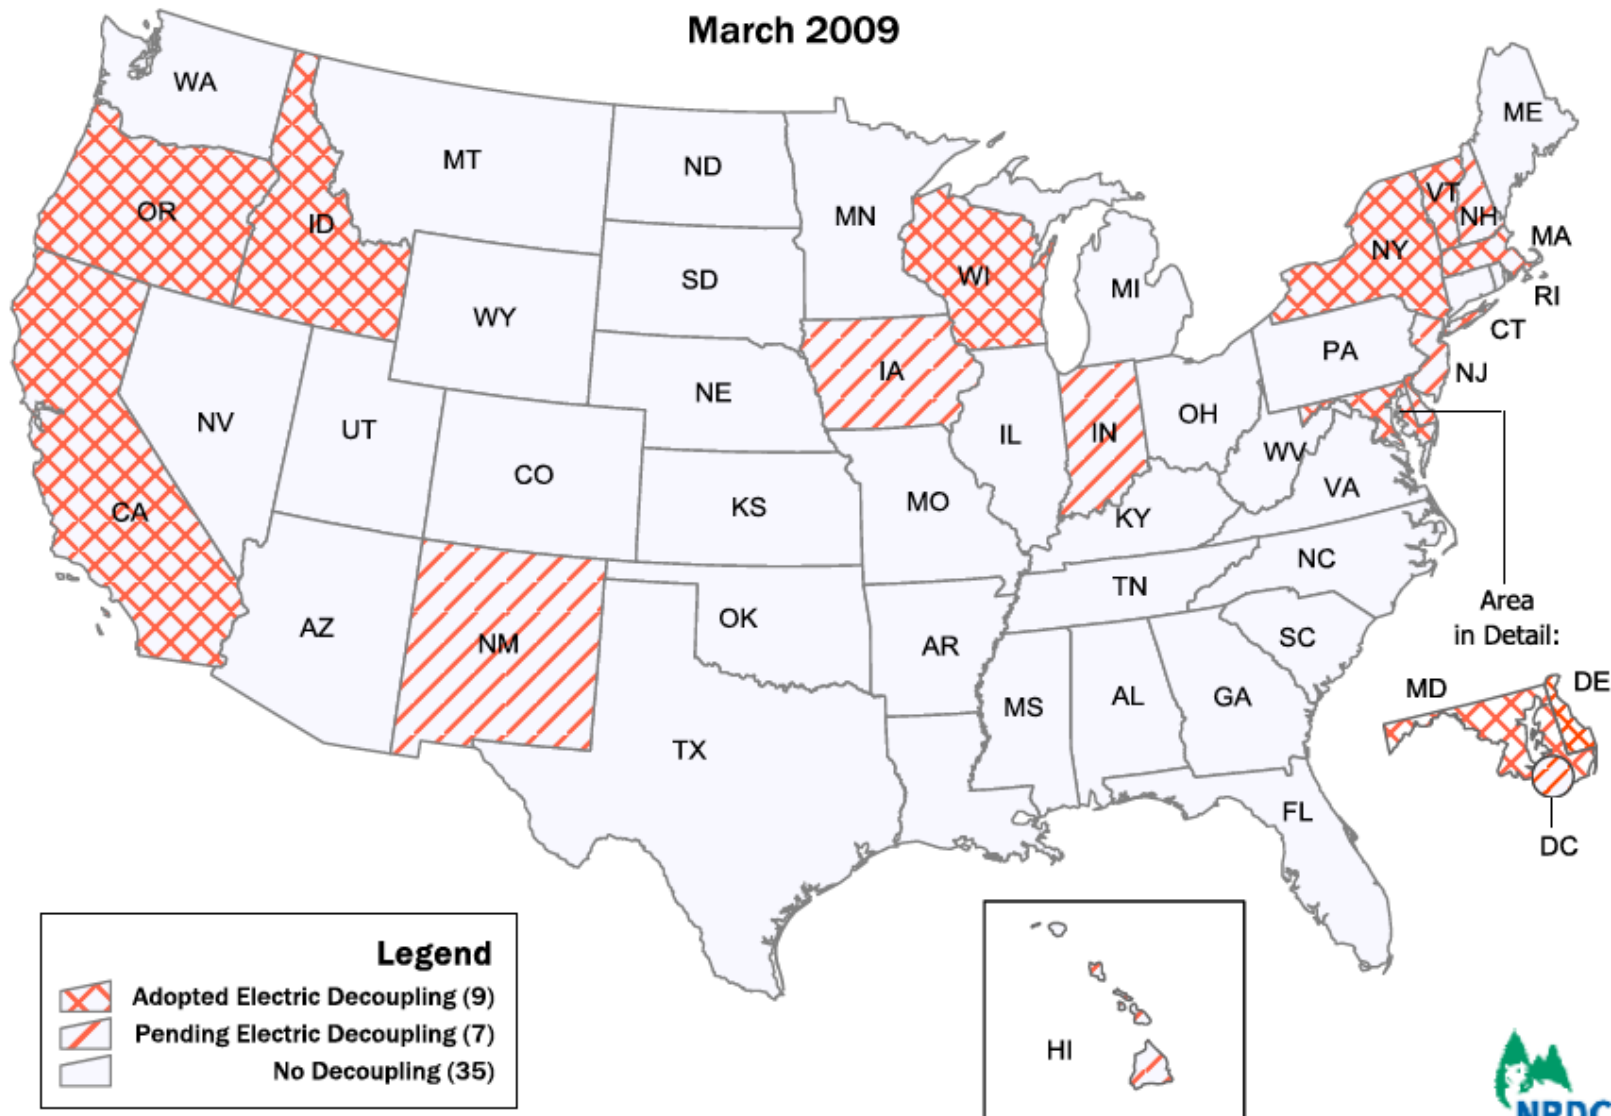 March 2009
WA
MT
ND
MN
ME
OR
ID
VT
NH
MA
NY
WI
MI
SD
WY
RI
CT
PA
NJ
IA
NE
NV
UT
OH
IL
IN
WV
CO
VA
CA
KS
MO
KY
NC
TN
AZ
NM
OK
AR
SC
Area
in Detail:
MS
AL
GA
MD
DE
TX
FL
DC
HI
Legend
Adopted Electric Decoupling (9)
Pending Electric Decoupling (7)
No Decoupling (35)
NRDC